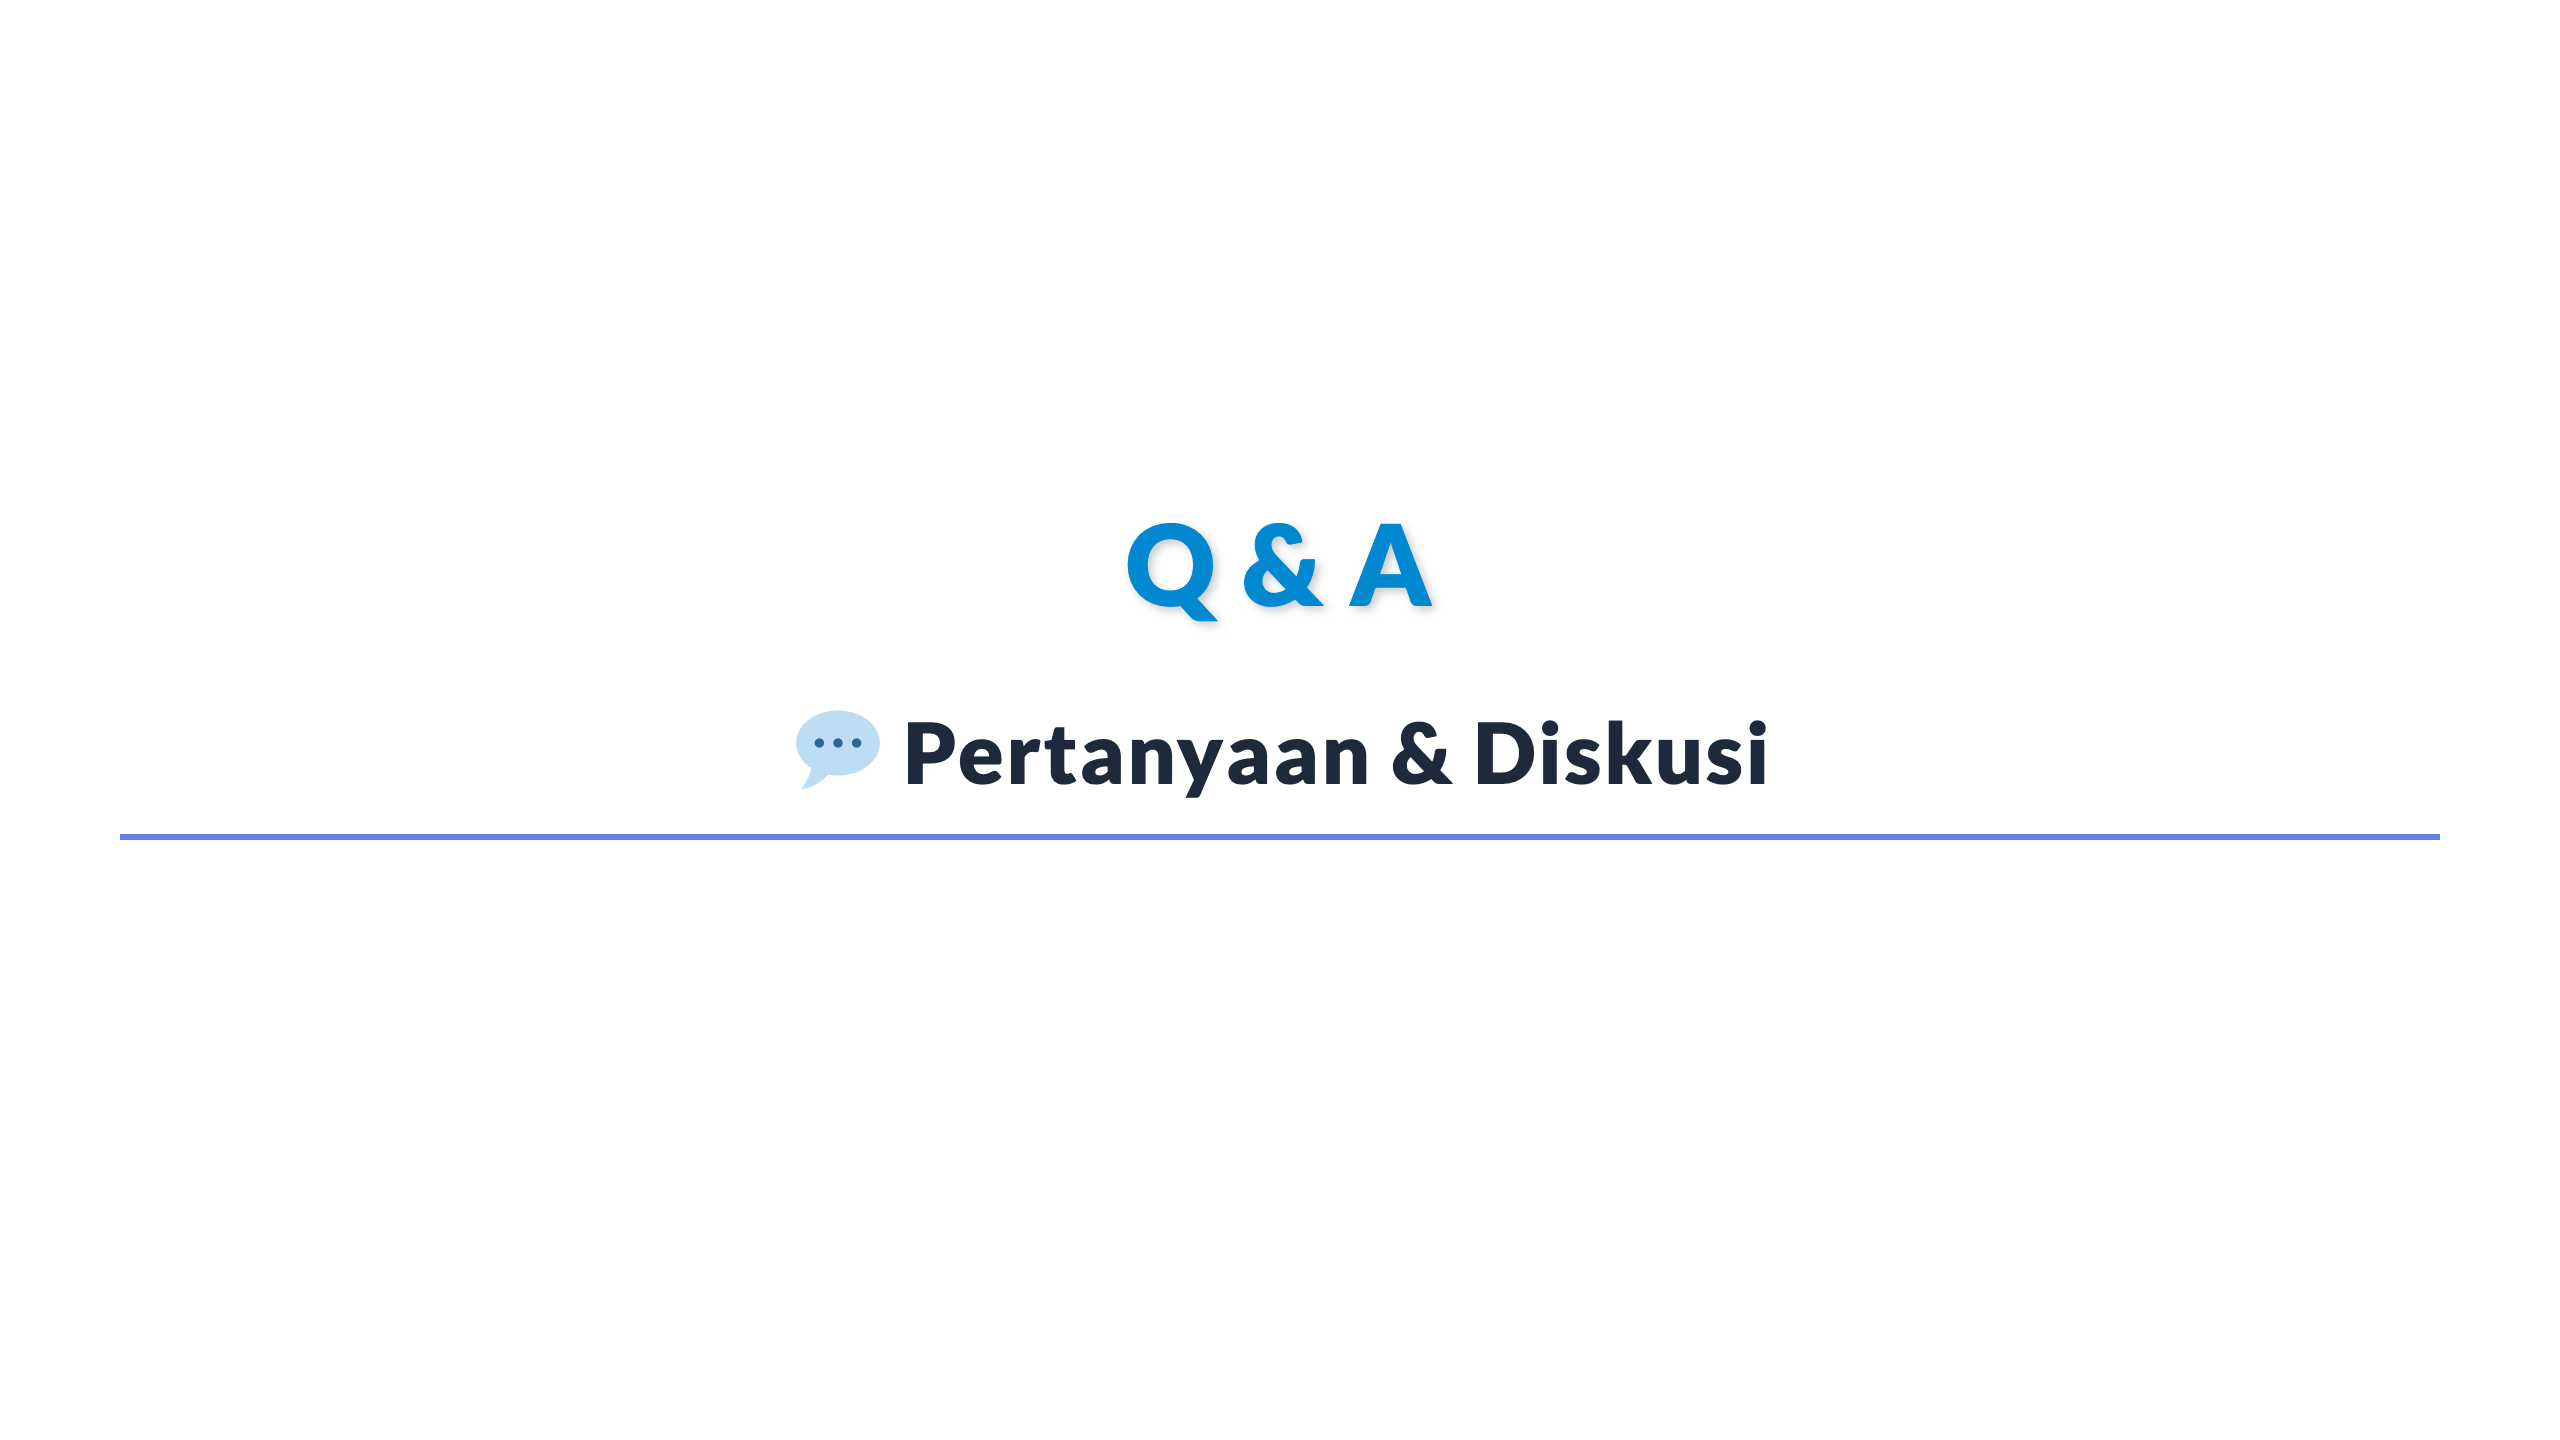 Q & A
💬 Pertanyaan & Diskusi